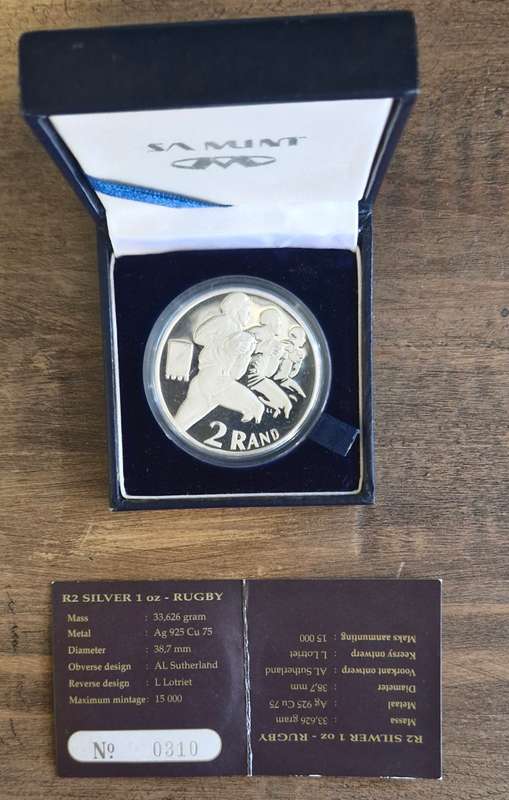 SA MINT
2 RAND
R2 SILVER 1 oz - RUGBY
Mass : 33,626 gram
Metal : Ag 925 Cu 75
Diameter : 38,7 mm
Obverse design : AL Sutherland
Reverse design : L Lotriet
Maximum mintage : 15 000
Nº 0310
R2 SILWER 1 oz - RUGBY
Massa : 33,626 gram
Metaal : Ag 925 Cu 75
Diameter : 38,7 mm
Voorkant ontwerp : AL Sutherland
Keersy ontwerp : L Lotriet
Maks aanmunting : 15 000